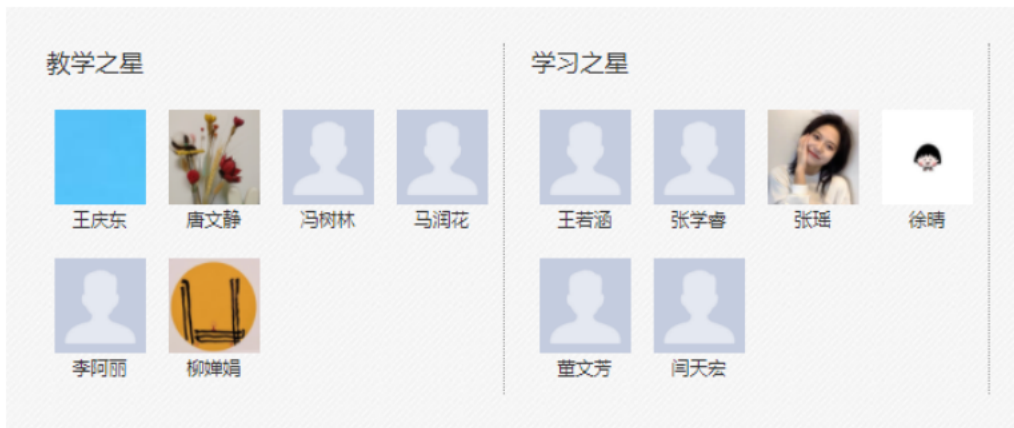 教学之星
王庆东 唐文静 冯树林 马润花
李阿丽 柳婵娟
学习之星
王若涵 张学睿 张瑶 徐晴
董文芳 闫天宏